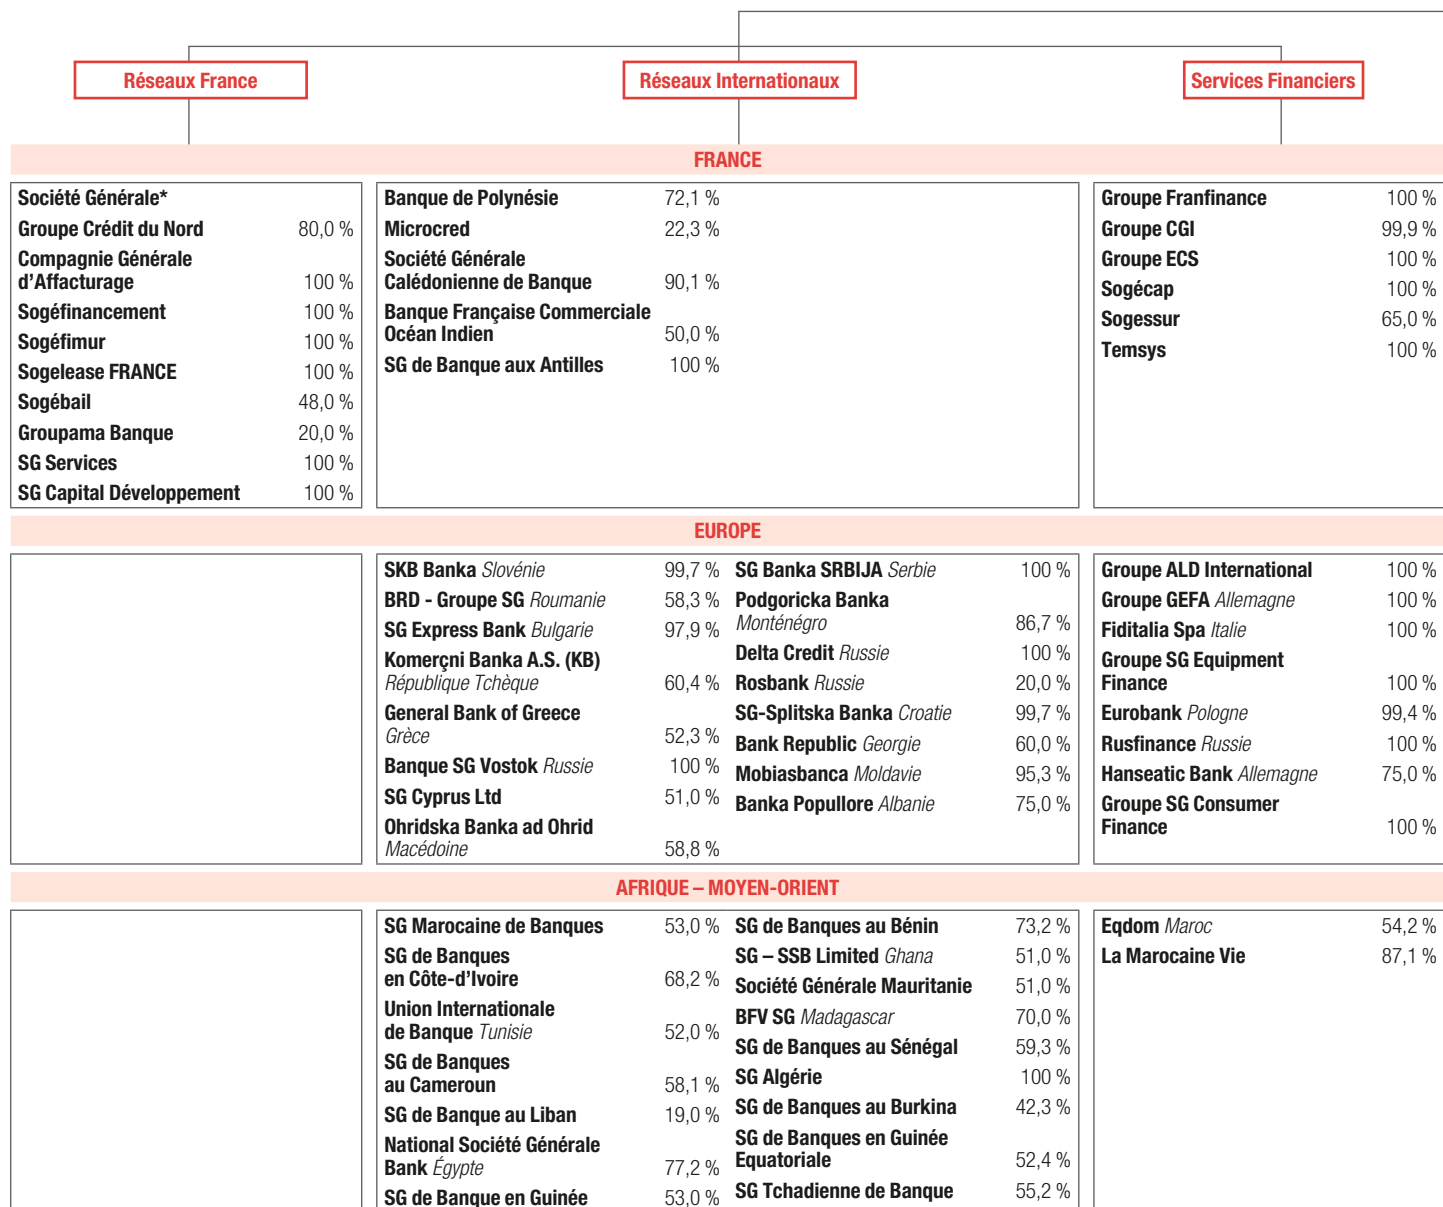 Réseaux France
Réseaux Internationaux
Services Financiers
FRANCE
Société Générale*
Groupe Crédit du Nord 80,0 %
Compagnie Générale
d'Affacturage 100 %
Sogéfinancement 100 %
Sogéfimur 100 %
Sogelease FRANCE 100 %
Sogébail 48,0 %
Groupama Banque 20,0 %
SG Services 100 %
SG Capital Développement 100 %
Banque de Polynésie 72,1 %
Microcred 22,3 %
Société Générale
Calédonienne de Banque 90,1 %
Banque Française Commerciale
Océan Indien 50,0 %
SG de Banque aux Antilles 100 %
Groupe Franfinance 100 %
Groupe CGI 99,9 %
Groupe ECS 100 %
Sogécap 100 %
Sogessur 65,0 %
Temsys 100 %
EUROPE
SKB Banka Slovénie 99,7 %
BRD - Groupe SG Roumanie 58,3 %
SG Express Bank Bulgarie 97,9 %
Komerçni Banka A.S. (KB)
République Tchèque 60,4 %
General Bank of Greece
Grèce 52,3 %
Banque SG Vostok Russie 100 %
SG Cyprus Ltd 51,0 %
Ohridska Banka ad Ohrid
Macédoine 58,8 %
SG Banka SRBIJA Serbie 100 %
Podgoricka Banka
Monténégro 86,7 %
Delta Credit Russie 100 %
Rosbank Russie 20,0 %
SG-Splitska Banka Croatie 99,7 %
Bank Republic Georgie 60,0 %
Mobiasbanca Moldavie 95,3 %
Banka Popullore Albanie 75,0 %
Groupe ALD International 100 %
Groupe GEFA Allemagne 100 %
Fiditalia Spa Italie 100 %
Groupe SG Equipment
Finance 100 %
Eurobank Pologne 99,4 %
Rusfinance Russie 100 %
Hanseatic Bank Allemagne 75,0 %
Groupe SG Consumer
Finance 100 %
AFRIQUE – MOYEN-ORIENT
SG Marocaine de Banques 53,0 %
SG de Banques
en Côte-d'Ivoire 68,2 %
Union Internationale
de Banque Tunisie 52,0 %
SG de Banques
au Cameroun 58,1 %
SG de Banque au Liban 19,0 %
National Société Générale
Bank Égypte 77,2 %
SG de Banque en Guinée 53,0 %
SG de Banques au Bénin 73,2 %
SG – SSB Limited Ghana 51,0 %
Société Générale Mauritanie 51,0 %
BFV SG Madagascar 70,0 %
SG de Banques au Sénégal 59,3 %
SG Algérie 100 %
SG de Banques au Burkina 42,3 %
SG de Banques en Guinée
Equatoriale 52,4 %
SG Tchadienne de Banque 55,2 %
Eqdom Maroc 54,2 %
La Marocaine Vie 87,1 %